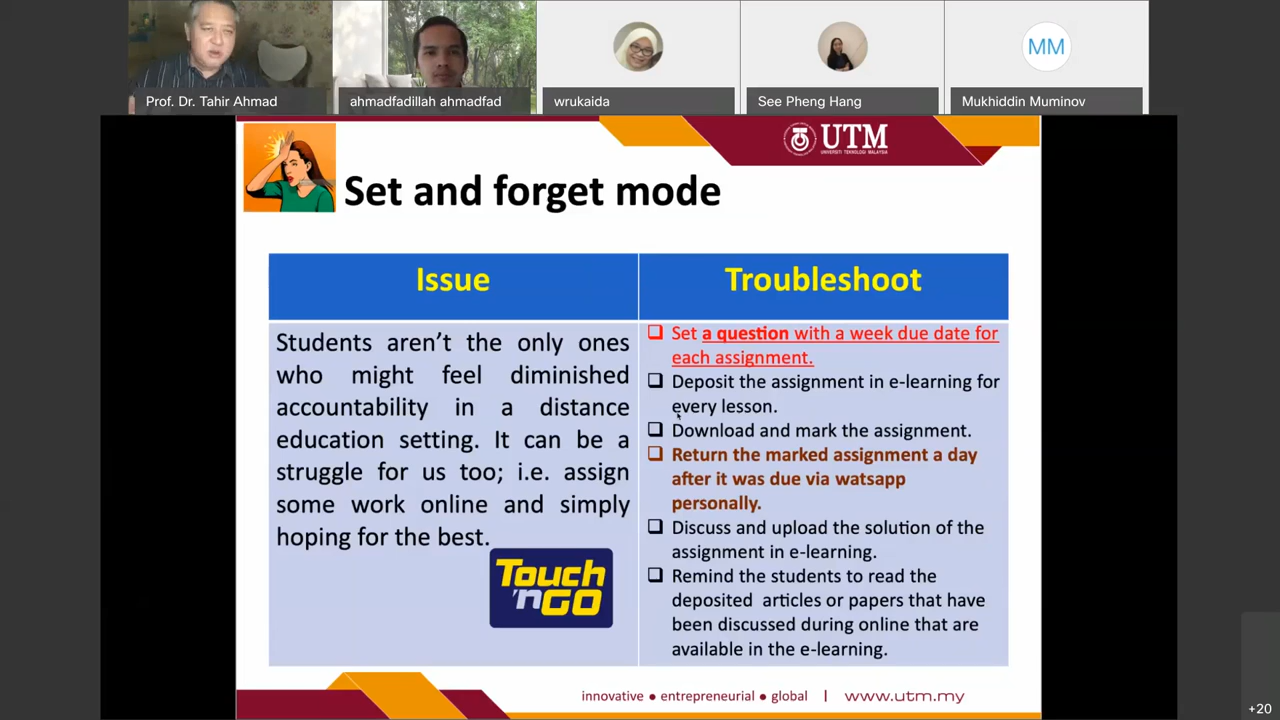 Prof. Dr. Tahir Ahmad
ahmadfadillah ahmadfad
wrukaida
See Pheng Hang
MM
Mukhiddin Muminov
UTM
UNIVERSITI TEKNOLOGI MALAYSIA
Set and forget mode
Issue
Students aren’t the only ones
who might feel diminished
accountability in a distance
education setting. It can be a
struggle for us too; i.e. assign
some work online and simply
hoping for the best.
Touch
'nGO
Troubleshoot
❑ Set a question with a week due date for
each assignment.
❑ Deposit the assignment in e-learning for
every lesson.
❑ Download and mark the assignment.
❑ Return the marked assignment a day
after it was due via watsapp
personally.
❑ Discuss and upload the solution of the
assignment in e-learning.
❑ Remind the students to read the
deposited articles or papers that have
been discussed during online that are
available in the e-learning.
innovative ● entrepreneurial ● global | www.utm.my
+20